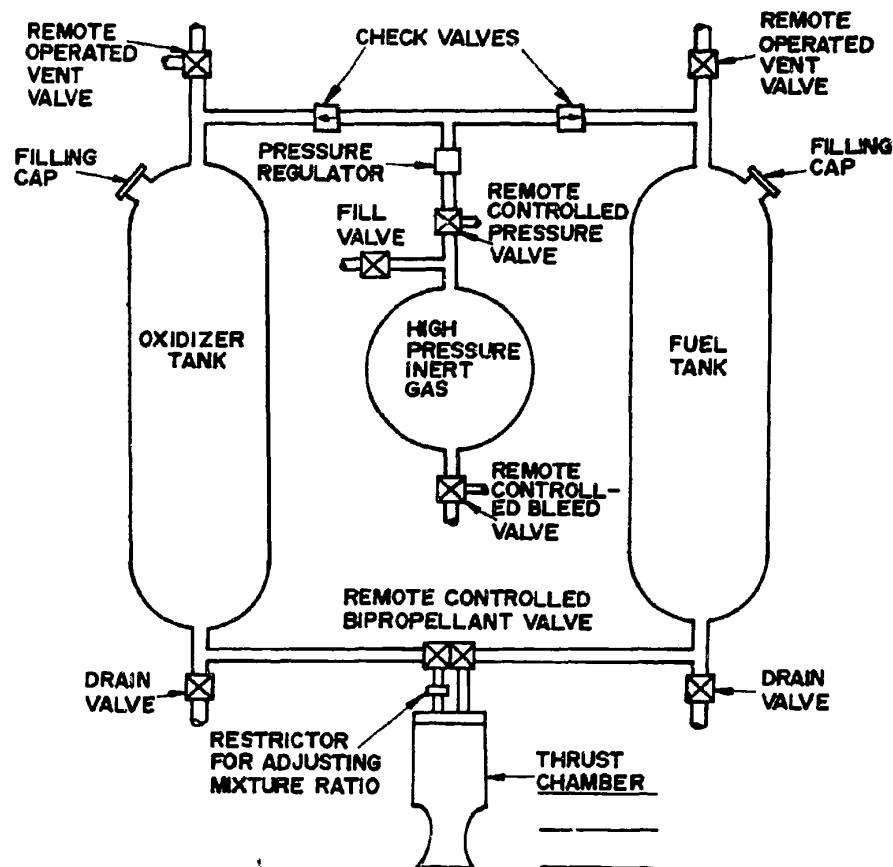 REMOTE
OPERATED
VENT
VALVE
CHECK VALVES
REMOTE
OPERATED
VENT
VALVE
FILLING
CAP
PRESSURE
REGULATOR
FILLING
CAP
FILL
VALVE
REMOTE
CONTROLLED
PRESSURE
VALVE
OXIDIZER
TANK
HIGH
PRESSURE
INERT
GAS
FUEL
TANK
REMOTE
CONTROLL-
ED BLEED
VALVE
REMOTE CONTROLLED
BIPROPELLANT VALVE
DRAIN
VALVE
DRAIN
VALVE
RESTRICTOR
FOR ADJUSTING
MIXTURE RATIO
THRUST
CHAMBER